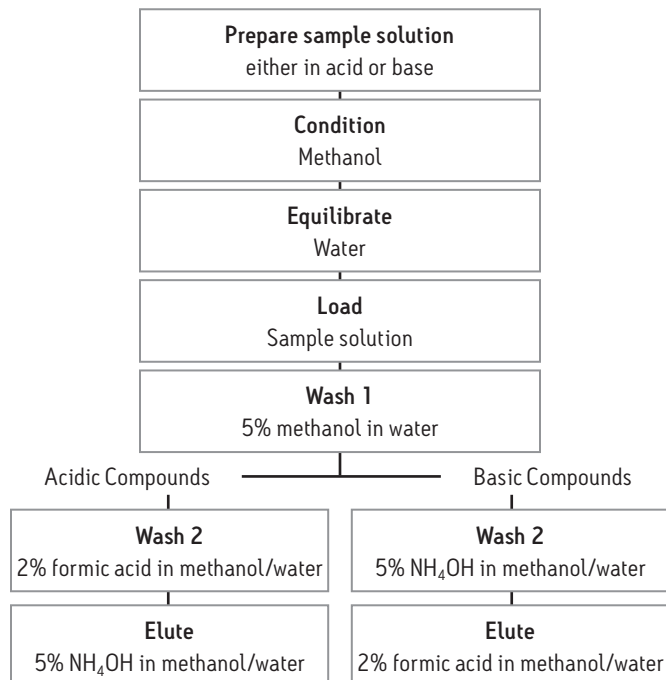 Prepare sample solution
either in acid or base
Condition
Methanol
Equilibrate
Water
Load
Sample solution
Wash 1
5% methanol in water
Acidic Compounds
Basic Compounds
Wash 2
2% formic acid in methanol/water
Wash 2
5% NH₄OH in methanol/water
Elute
5% NH₄OH in methanol/water
Elute
2% formic acid in methanol/water